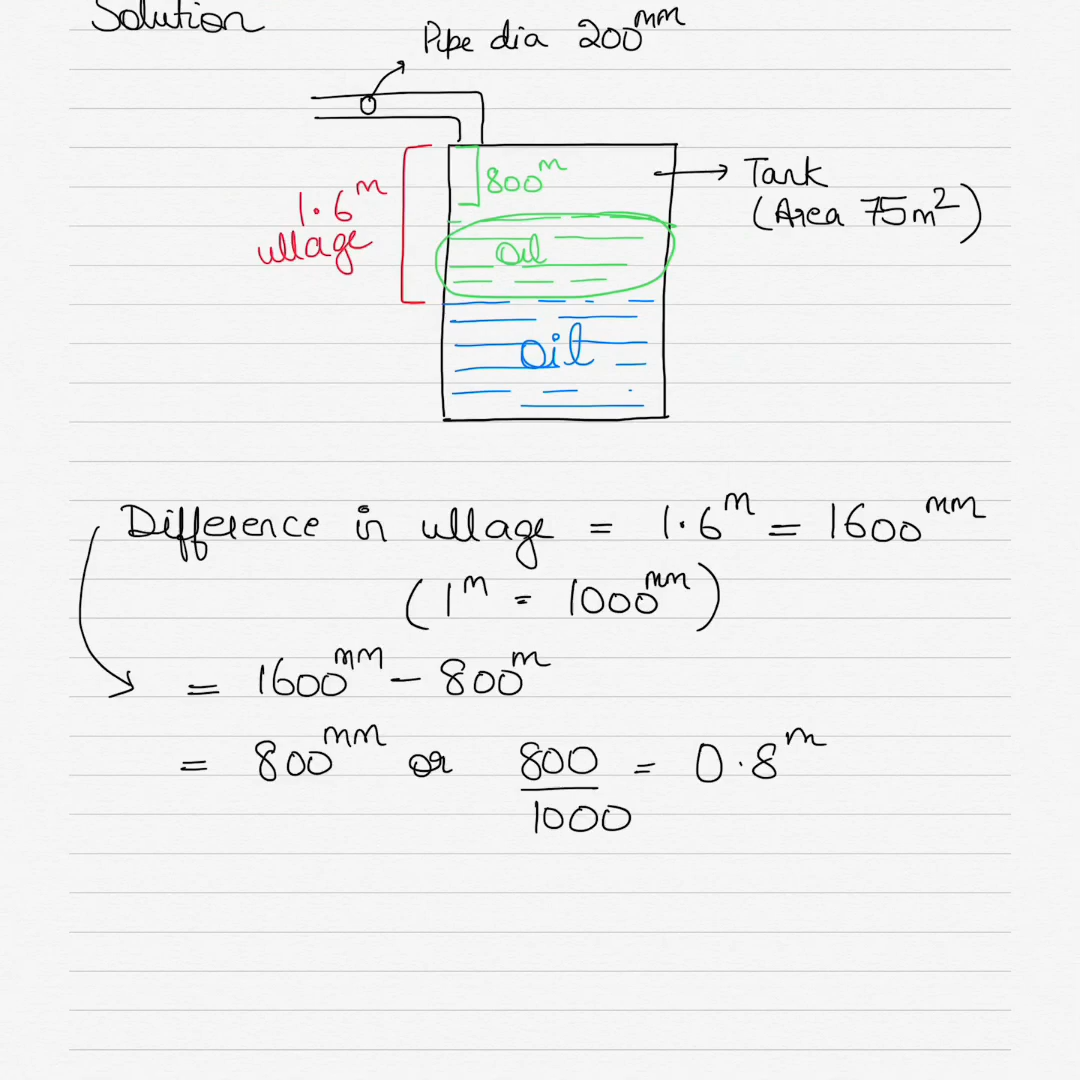 Solution
Pipe dia 200mm
800m
1.6m
ullage
Tank
(Area 75m²)
oil
oil
Difference in ullage = 1.6m = 1600mm
(1m = 1000mm)
= 1600mm - 800m
= 800mm or 800/1000 = 0.8m